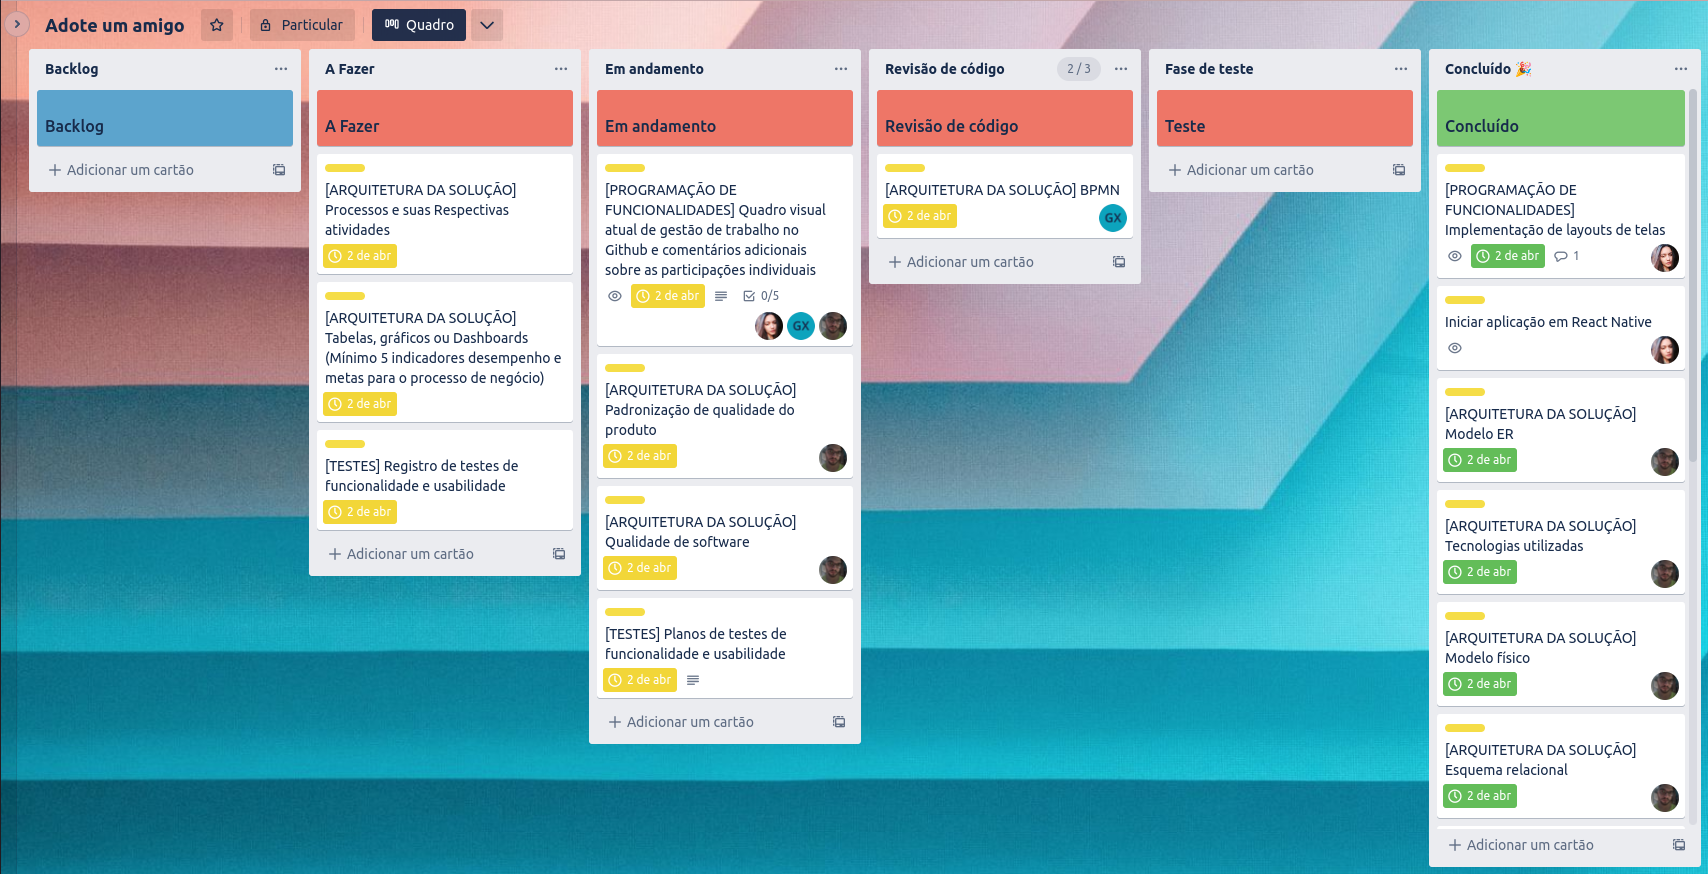 Adote um amigo
Particular
Quadro
Backlog
Backlog
Adicionar um cartão
A Fazer
A Fazer
[ARQUITETURA DA SOLUÇÃO]
Processos e suas Respectivas
atividades
2 de abr
[ARQUITETURA DA SOLUÇÃO]
Tabelas, gráficos ou Dashboards
(Mínimo 5 indicadores desempenho e
metas para o processo de negócio)
2 de abr
[TESTES] Registro de testes de
funcionalidade e usabilidade
2 de abr
Adicionar um cartão
Em andamento
Em andamento
[PROGRAMAÇÃO DE
FUNCIONALIDADES] Quadro visual
atual de gestão de trabalho no
Github e comentários adicionais
sobre as participações individuais
2 de abr 0/5
GX
[ARQUITETURA DA SOLUÇÃO]
Padronização de qualidade do
produto
2 de abr
[ARQUITETURA DA SOLUÇÃO]
Qualidade de software
2 de abr
[TESTES] Planos de testes de
funcionalidade e usabilidade
2 de abr
Adicionar um cartão
Revisão de código 2 / 3
Revisão de código
[ARQUITETURA DA SOLUÇÃO] BPMN
2 de abr GX
Adicionar um cartão
Fase de teste
Teste
Adicionar um cartão
Concluído 🎉
Concluído
[PROGRAMAÇÃO DE
FUNCIONALIDADES]
Implementação de layouts de telas
2 de abr 1
Iniciar aplicação em React Native
[ARQUITETURA DA SOLUÇÃO]
Modelo ER
2 de abr
[ARQUITETURA DA SOLUÇÃO]
Tecnologias utilizadas
2 de abr
[ARQUITETURA DA SOLUÇÃO]
Modelo físico
2 de abr
[ARQUITETURA DA SOLUÇÃO]
Esquema relacional
2 de abr
Adicionar um cartão